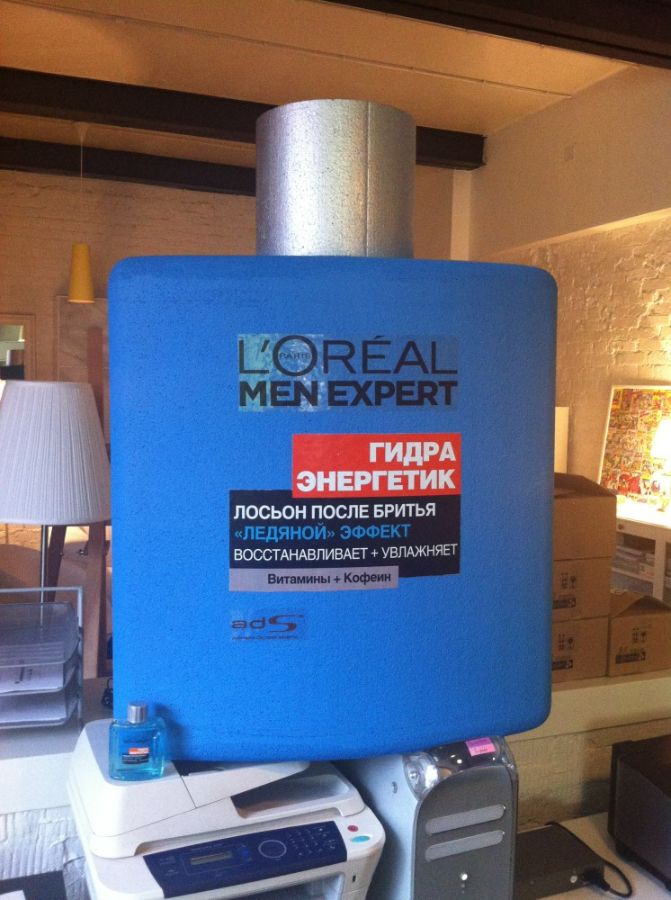 L'ORÉAL
PARIS
MEN EXPERT
ГИДРА
ЭНЕРГЕТИК
ЛОСЬОН ПОСЛЕ БРИТЬЯ
«ЛЕДЯНОЙ» ЭФФЕКТ
ВОССТАНАВЛИВАЕТ + УВЛАЖНЯЕТ
Витамины + Кофеин
adS